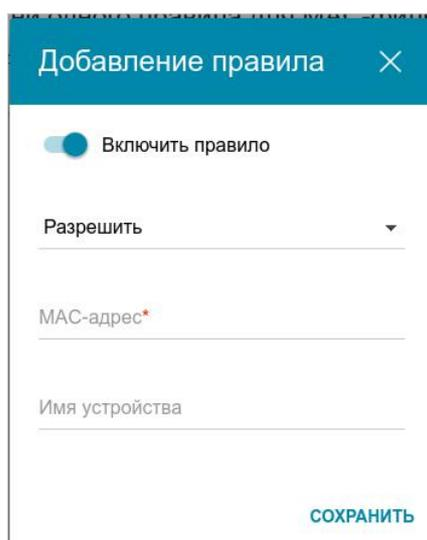 Добавление правила
Включить правило
Разрешить
MAC-адрес*
Имя устройства
СОХРАНИТЬ